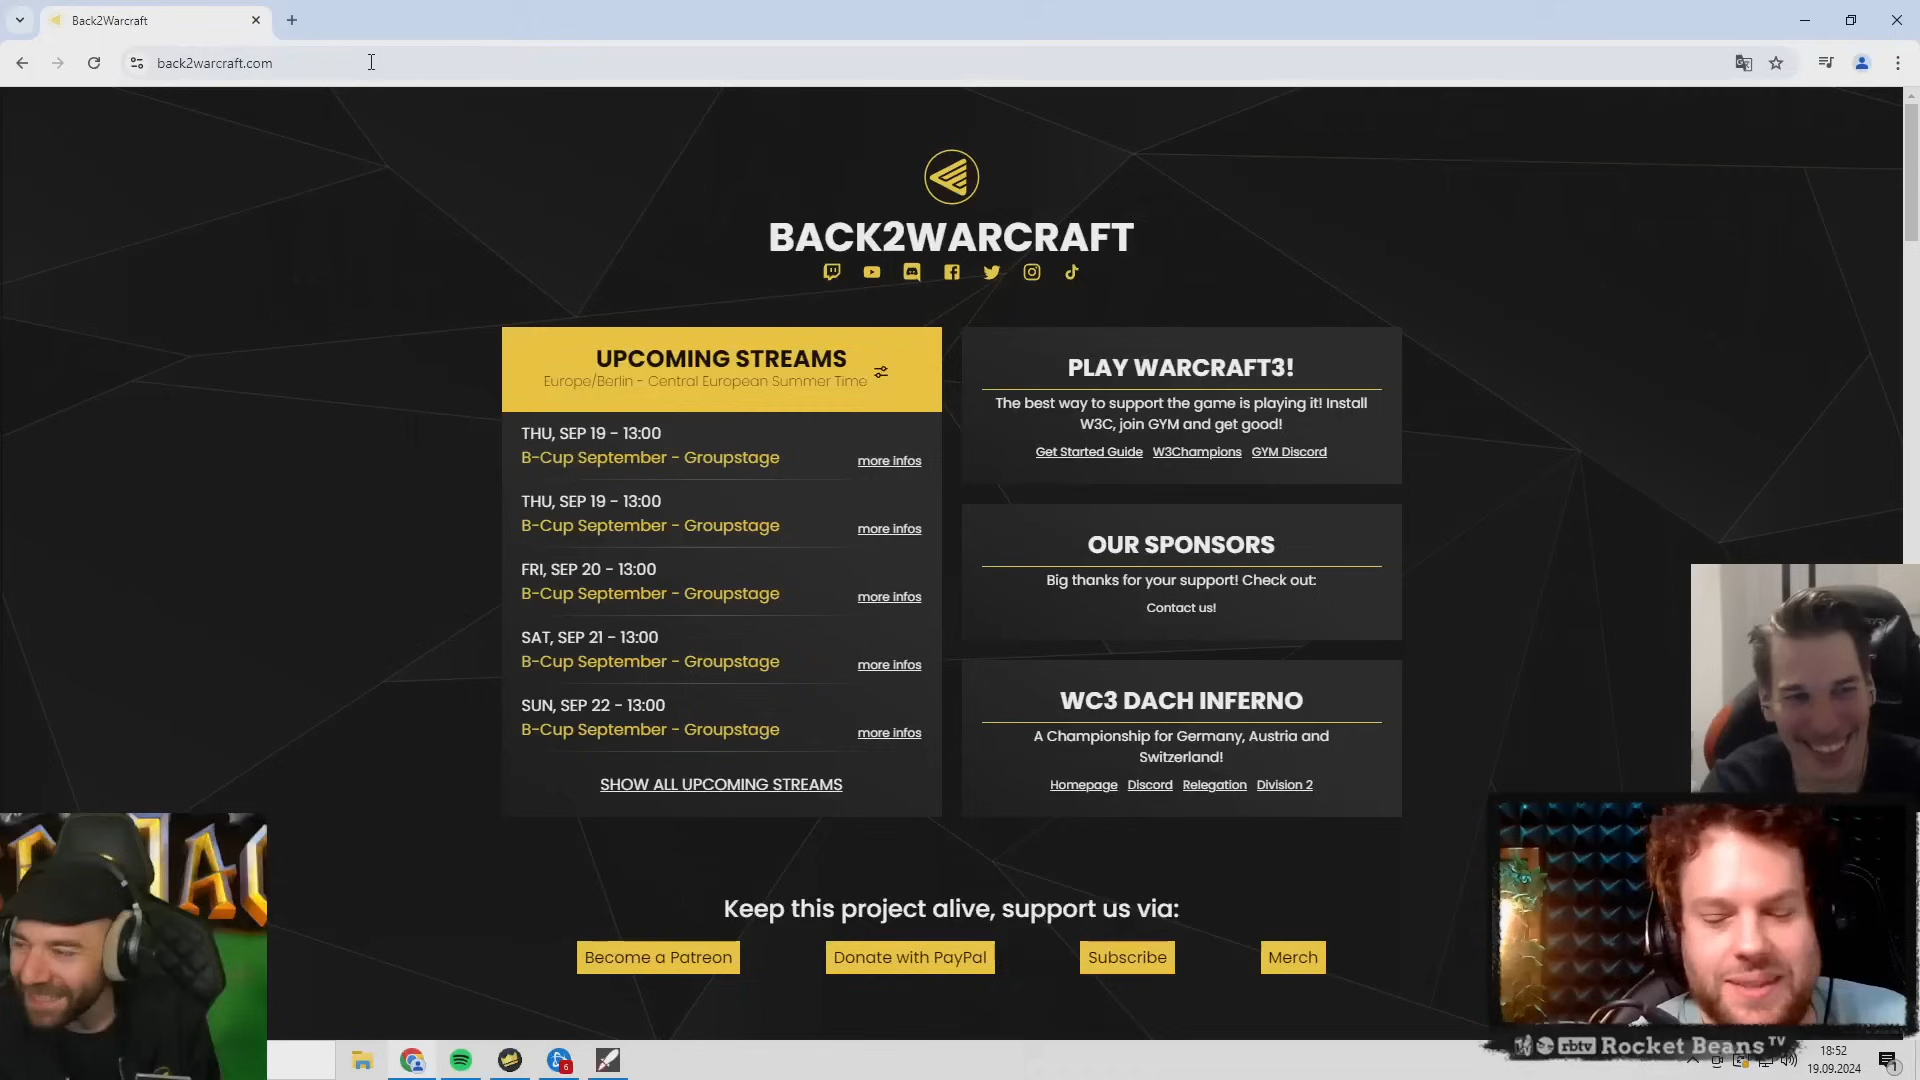 Back2Warcraft
back2warcraft.com
BACK2WARCRAFT
UPCOMING STREAMS
Europe/Berlin - Central European Summer Time
THU, SEP 19 - 13:00
B-Cup September - Groupstage
more infos
THU, SEP 19 - 13:00
B-Cup September - Groupstage
more infos
FRI, SEP 20 - 13:00
B-Cup September - Groupstage
more infos
SAT, SEP 21 - 13:00
B-Cup September - Groupstage
more infos
SUN, SEP 22 - 13:00
B-Cup September - Groupstage
more infos
SHOW ALL UPCOMING STREAMS
PLAY WARCRAFT3!
The best way to support the game is playing it! Install
W3C, join GYM and get good!
Get Started Guide W3Champions GYM Discord
OUR SPONSORS
Big thanks for your support! Check out:
Contact us!
WC3 DACH INFERNO
A Championship for Germany, Austria and
Switzerland!
Homepage Discord Relegation Division 2
Keep this project alive, support us via:
Become a Patreon Donate with PayPal Subscribe Merch
rbtv Rocket Beans TV
6
18:52
19.09.2024
1